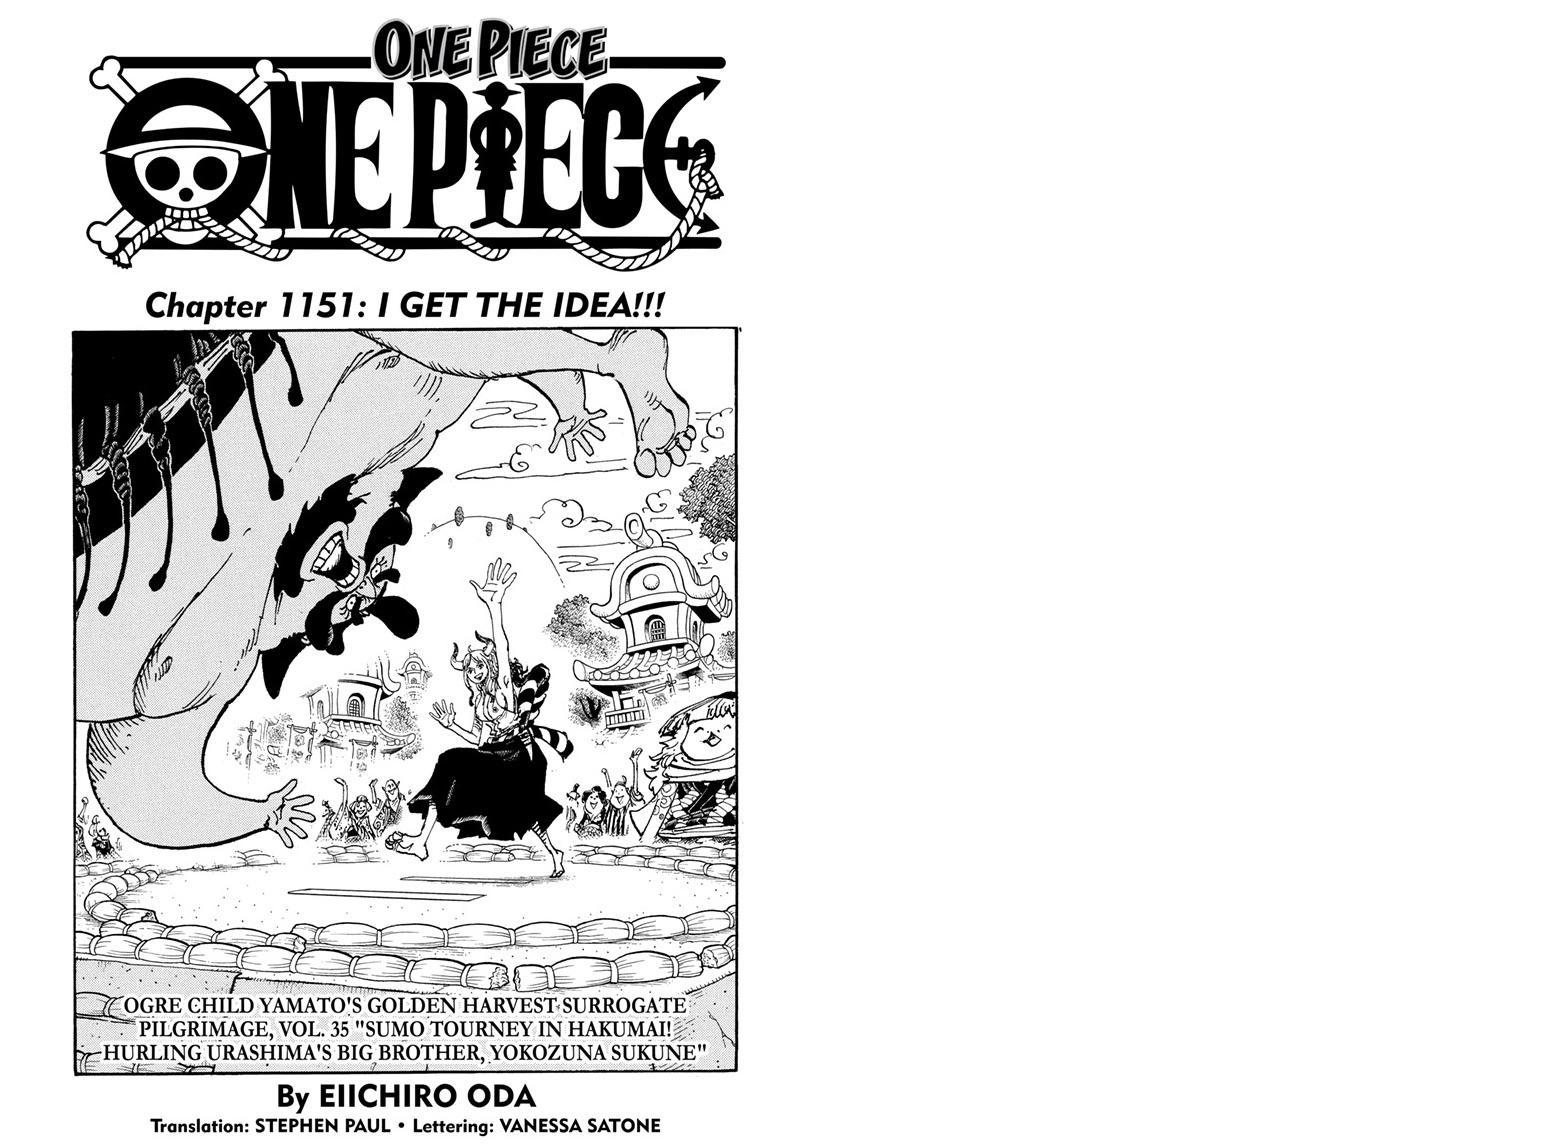 ONE PIECE
ONE PIECE
Chapter 1151: I GET THE IDEA!!!
OGRE CHILD YAMATO'S GOLDEN HARVEST SURROGATE
PILGRIMAGE, VOL. 35 "SUMO TOURNEY IN HAKUMAI!
HURLING URASHIMA'S BIG BROTHER, YOKOZUNA SUKUNE"
By EIICHIRO ODA
Translation: STEPHEN PAUL • Lettering: VANESSA SATONE